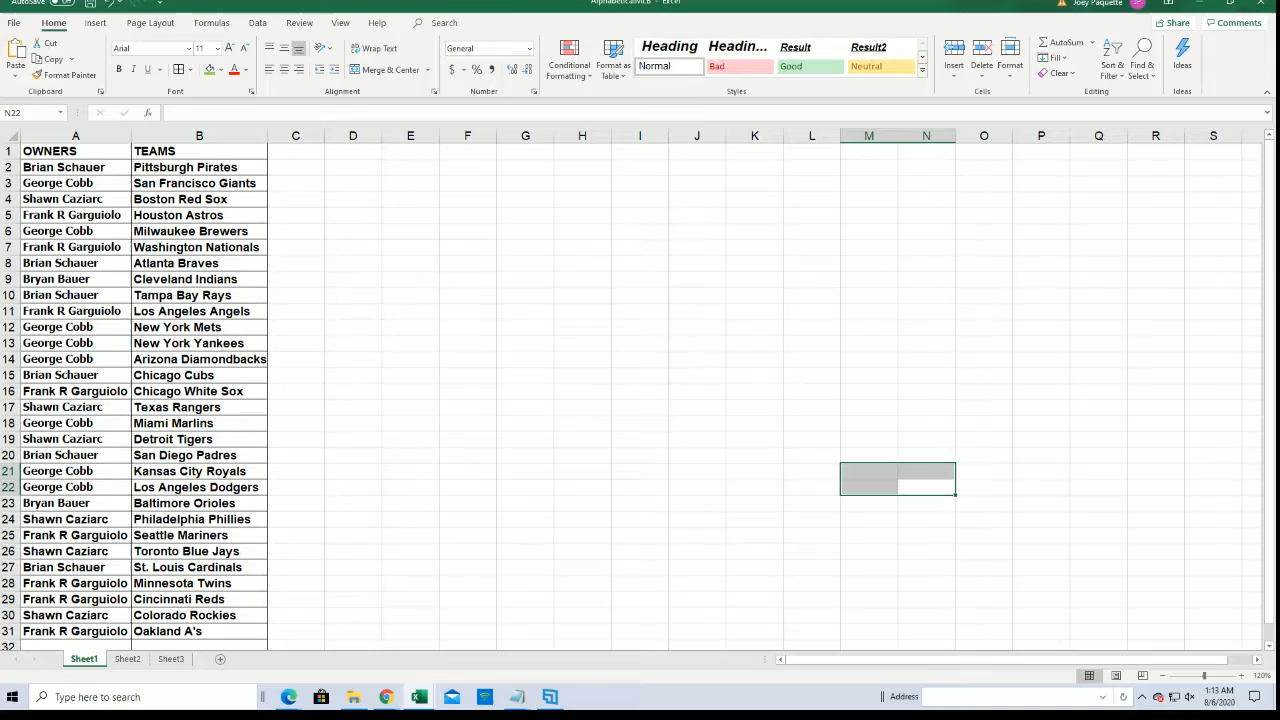 AutoSave Off AlphabeticalMLB - Excel Joey Paquette JP
File Home Insert Page Layout Formulas Data Review View Help Search Share Comments
Paste Cut Copy Format Painter Clipboard
Arial 11 A A B I U A Font
Wrap Text Merge & Center Alignment
General $ % , Number
Conditional Formatting Format as Table
Heading Headin... Result Result2
Normal Bad Good Neutral
Styles
Insert Delete Format Cells
AutoSum Fill Clear Sort & Filter Find & Select Editing
Ideas Ideas
N22 fx
A B C D E F G H I J K L M N O P Q R S
1 OWNERS TEAMS
2 Brian Schauer Pittsburgh Pirates
3 George Cobb San Francisco Giants
4 Shawn Caziarc Boston Red Sox
5 Frank R Garguiolo Houston Astros
6 George Cobb Milwaukee Brewers
7 Frank R Garguiolo Washington Nationals
8 Brian Schauer Atlanta Braves
9 Bryan Bauer Cleveland Indians
10 Brian Schauer Tampa Bay Rays
11 Frank R Garguiolo Los Angeles Angels
12 George Cobb New York Mets
13 George Cobb New York Yankees
14 George Cobb Arizona Diamondbacks
15 Brian Schauer Chicago Cubs
16 Frank R Garguiolo Chicago White Sox
17 Shawn Caziarc Texas Rangers
18 George Cobb Miami Marlins
19 Shawn Caziarc Detroit Tigers
20 Brian Schauer San Diego Padres
21 George Cobb Kansas City Royals
22 George Cobb Los Angeles Dodgers
23 Bryan Bauer Baltimore Orioles
24 Shawn Caziarc Philadelphia Phillies
25 Frank R Garguiolo Seattle Mariners
26 Shawn Caziarc Toronto Blue Jays
27 Brian Schauer St. Louis Cardinals
28 Frank R Garguiolo Minnesota Twins
29 Frank R Garguiolo Cincinnati Reds
30 Shawn Caziarc Colorado Rockies
31 Frank R Garguiolo Oakland A's
32
Sheet1 Sheet2 Sheet3
120%
Type here to search Address 1:13 AM
8/6/2020